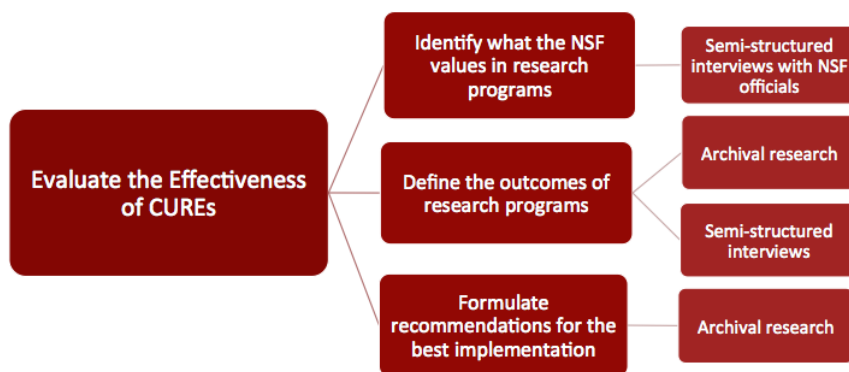 Evaluate the Effectiveness
of CUREs
Identify what the NSF
values in research
programs
Semi-structured
interviews with NSF
officials
Define the outcomes of
research programs
Archival research
Semi-structured
interviews
Formulate
recommendations for the
best implementation
Archival research